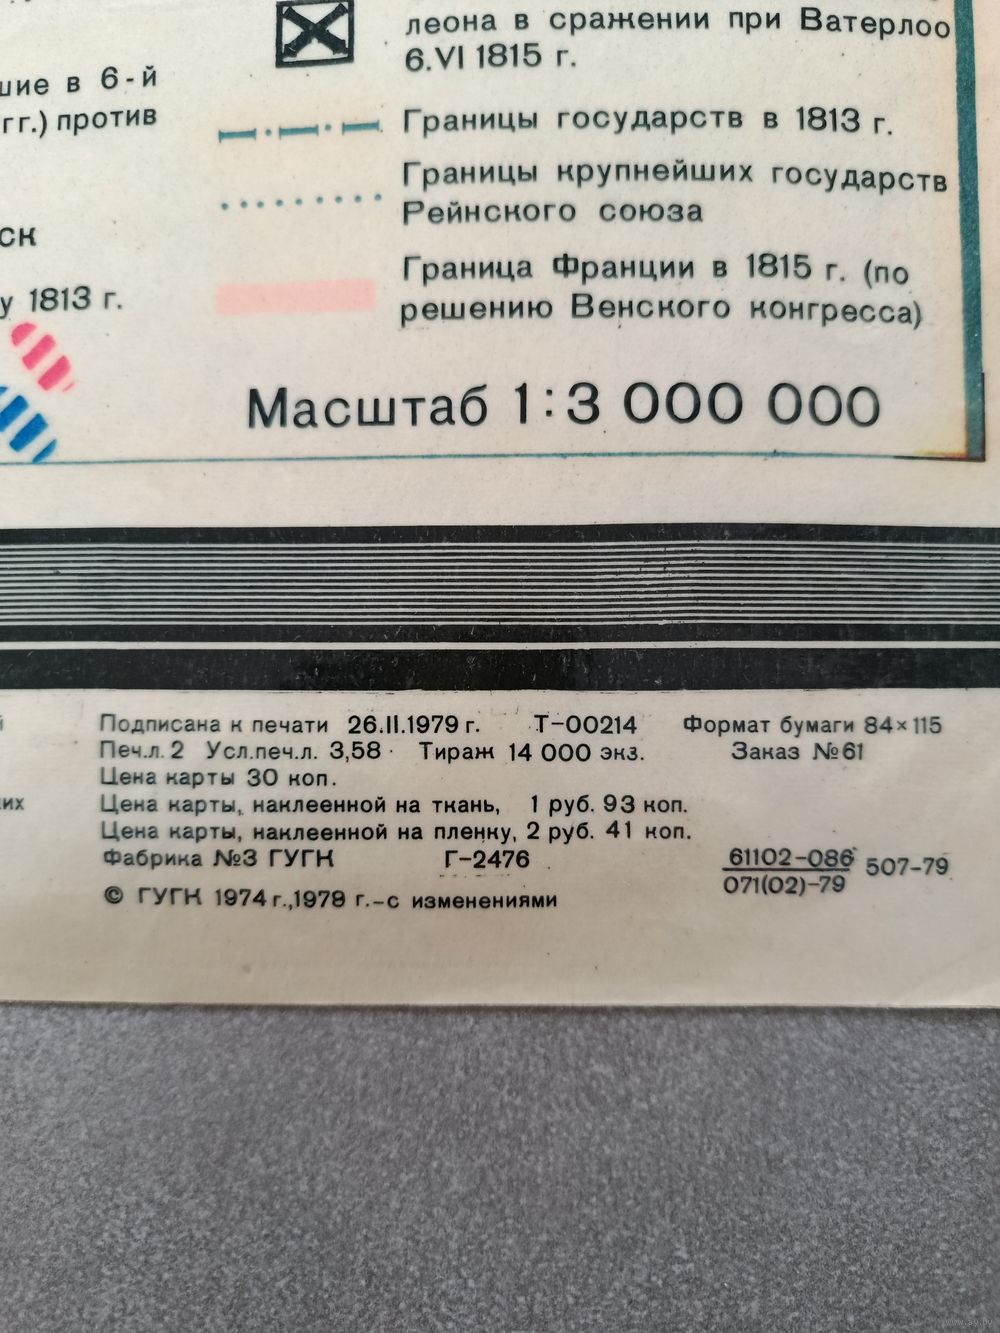 леона в сражении при Ватерлоо
6.VI 1815 г.
шие в 6-й
гг.) против
Границы государств в 1813 г.
Границы крупнейших государств
Рейнского союза
ск
Граница Франции в 1815 г. (по
решению Венского конгресса)
у 1813 г.
Масштаб 1:3 000 000
Подписана к печати 26.II.1979 г. Т-00214 Формат бумаги 84×115
Печ.л. 2 Усл.печ.л. 3,58 Тираж 14 000 экз. Заказ №61
Цена карты 30 коп.
их Цена карты, наклеенной на ткань, 1 руб. 93 коп.
Цена карты, наклеенной на пленку, 2 руб. 41 коп.
Фабрика №3 ГУГК Г-2476
61102-086 507-79
071(02)-79
© ГУГК 1974 г.,1978 г.-с изменениями
www.ay.by